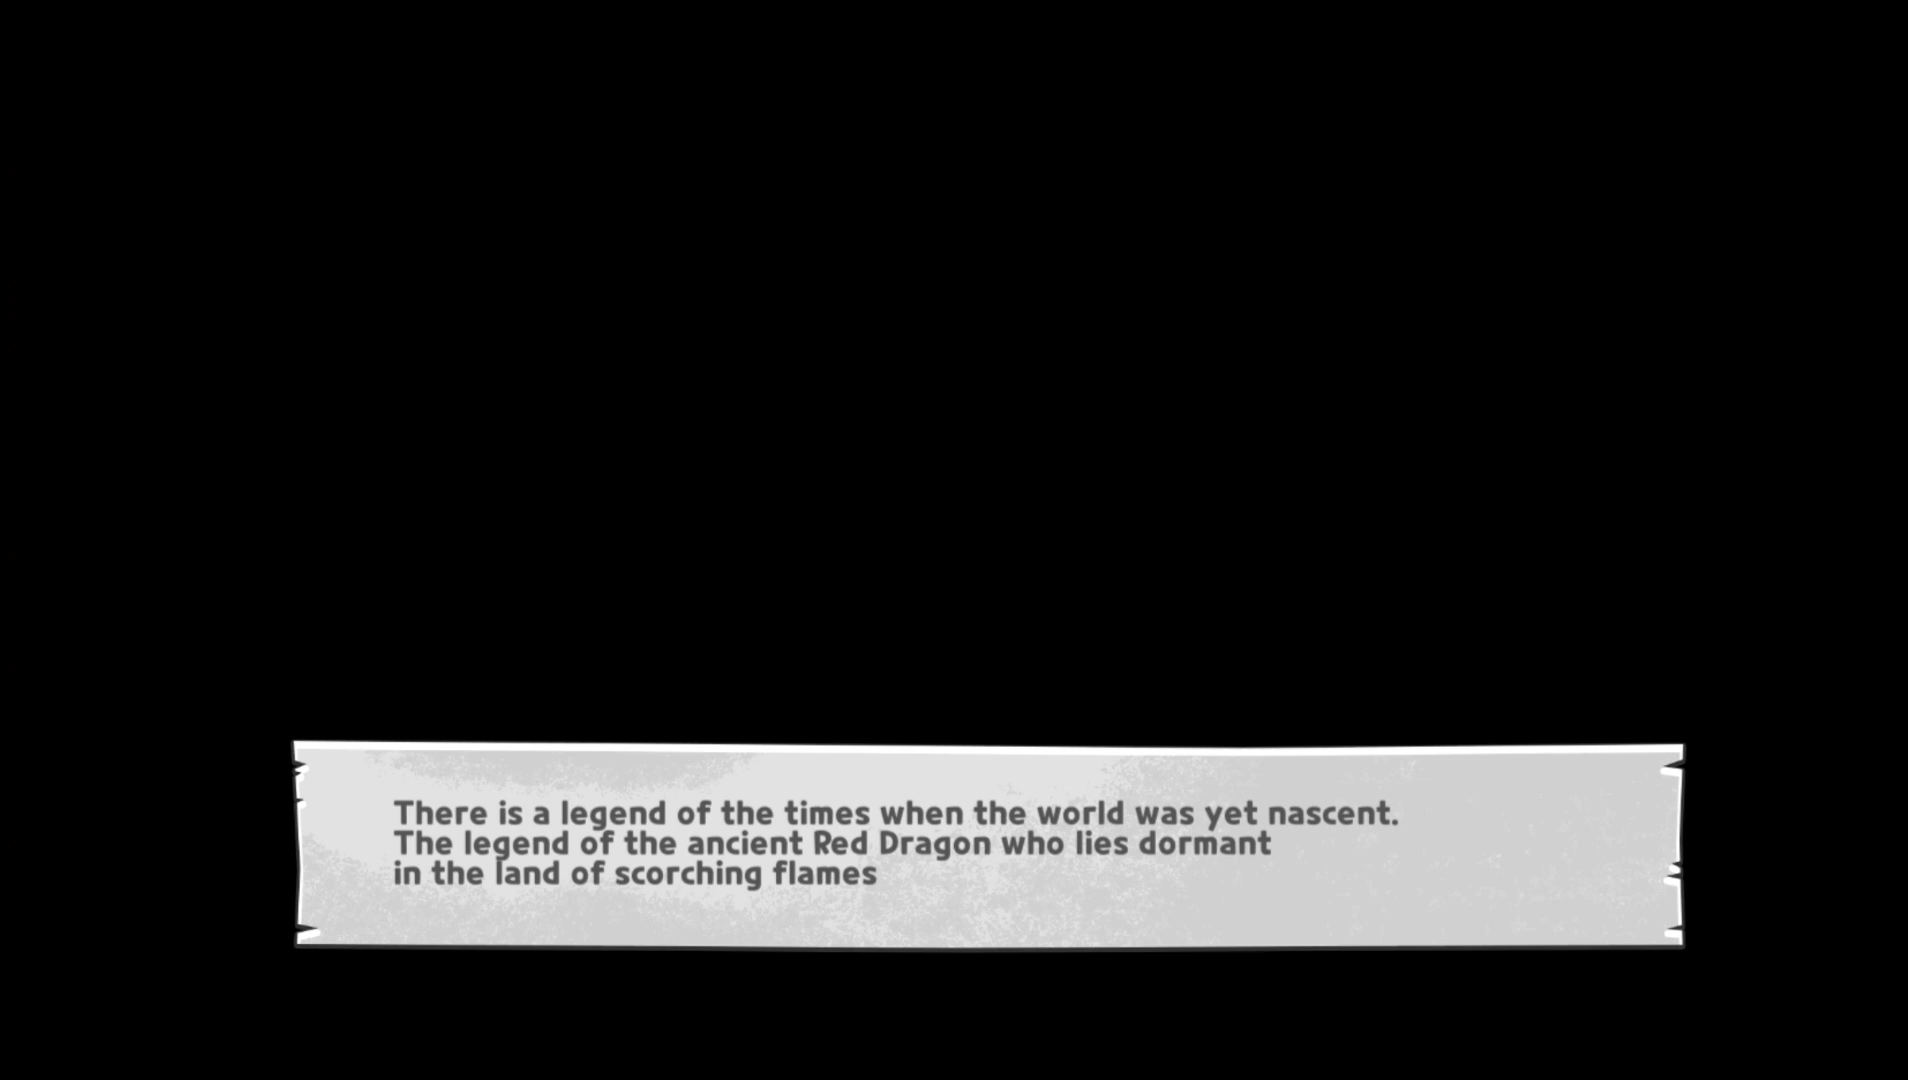 There is a legend of the times when the world was yet nascent.
The legend of the ancient Red Dragon who lies dormant
in the land of scorching flames